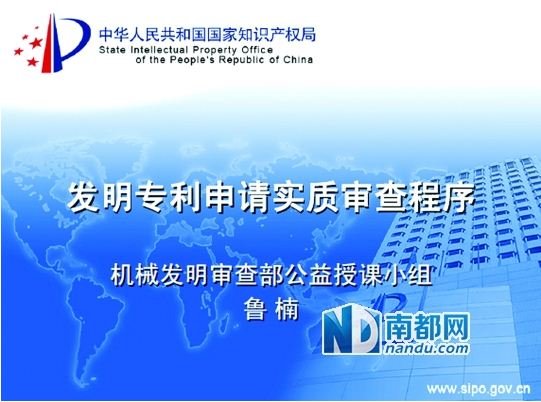 中华人民共和国国家知识产权局
State Intellectual Property Office
of the People's Republic of China
发明专利申请实质审查程序
机械发明审查部公益授课小组
鲁 楠
ND 南都网
nandu.com
www.sipo.gov.cn